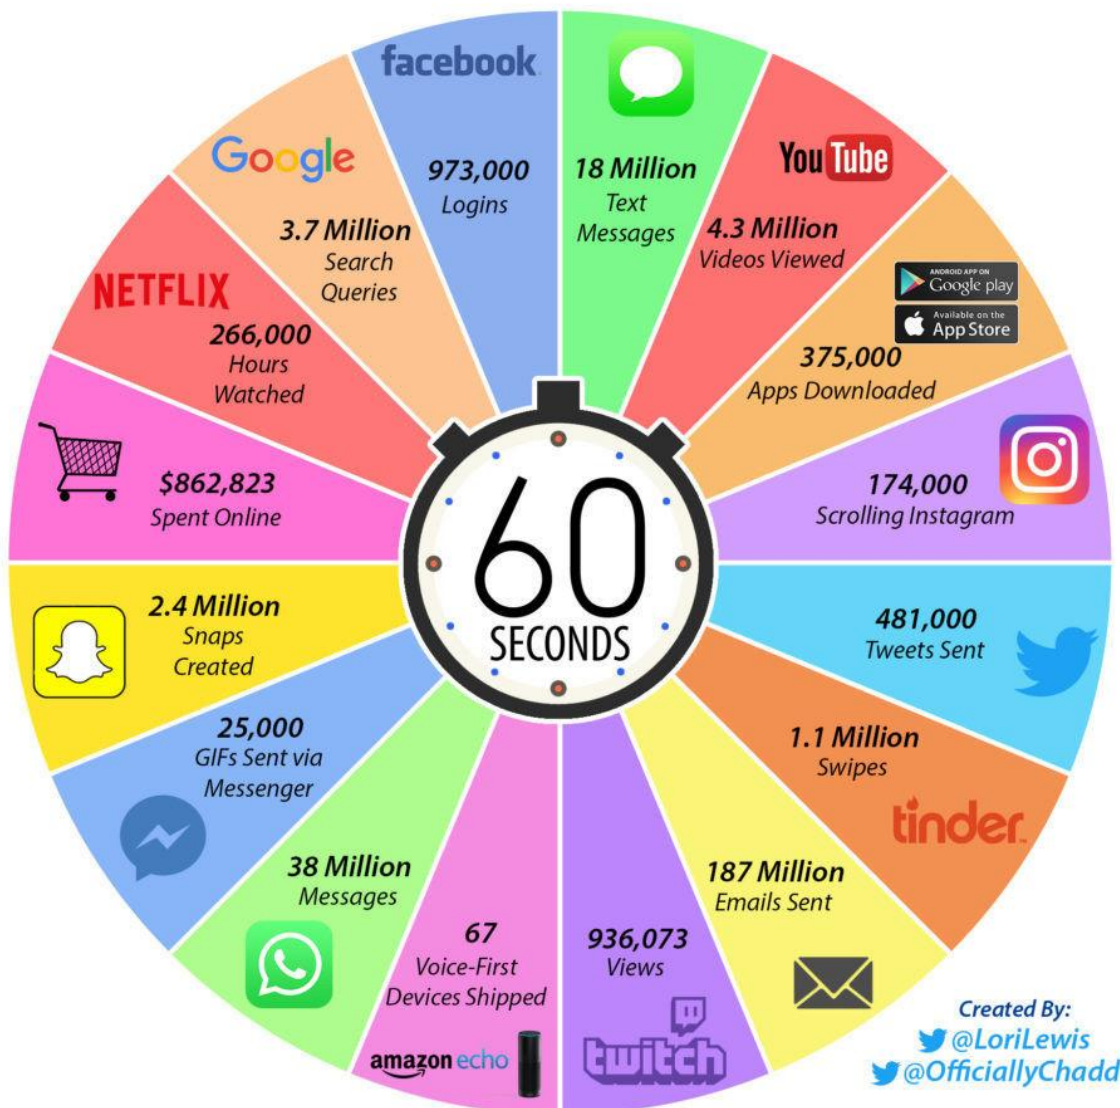 facebook
973,000
Logins
18 Million
Text
Messages
YouTube
4.3 Million
Videos Viewed
ANDROID APP ON
Google play
Available on the
App Store
375,000
Apps Downloaded
174,000
Scrolling Instagram
481,000
Tweets Sent
1.1 Million
Swipes
tinder
187 Million
Emails Sent
936,073
Views
twitch
67
Voice-First
Devices Shipped
amazon echo
38 Million
Messages
25,000
GIFs Sent via
Messenger
2.4 Million
Snaps
Created
$862,823
Spent Online
NETFLIX
266,000
Hours
Watched
Google
3.7 Million
Search
Queries
60
SECONDS
Created By:
@LoriLewis
@OfficiallyChadd